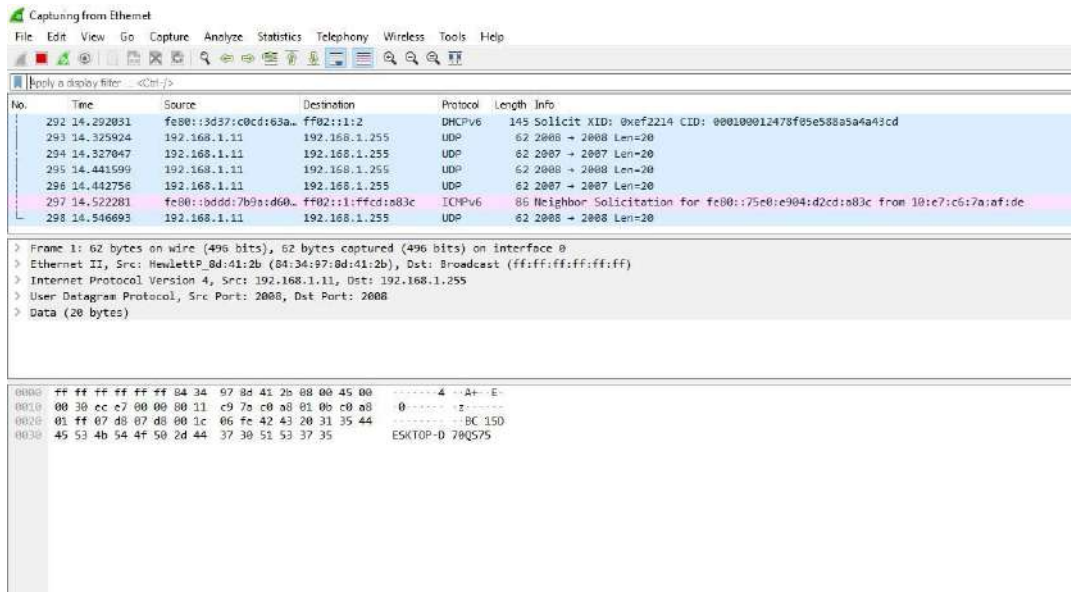 Capturing from Ethernet
File Edit View Go Capture Analyze Statistics Telephony Wireless Tools Help
Apply a display filter ... <Ctrl-/>
No. Time Source Destination Protocol Length Info
292 14.292031 fe80::3d37:c0cd:63a… ff02::1:2 DHCPv6 145 Solicit XID: 0xef2214 CID: 000100012478f05e588a5a4a43cd
293 14.325924 192.168.1.11 192.168.1.255 UDP 62 2008 → 2008 Len=20
294 14.327047 192.168.1.11 192.168.1.255 UDP 62 2007 → 2007 Len=20
295 14.441599 192.168.1.11 192.168.1.255 UDP 62 2008 → 2008 Len=20
296 14.442756 192.168.1.11 192.168.1.255 UDP 62 2007 → 2007 Len=20
297 14.522281 fe80::bddd:7b9a:d60… ff02::1:ffcd:a83c ICMPv6 86 Neighbor Solicitation for fe80::75e0:e904:d2cd:a83c from 10:e7:c6:7a:af:de
298 14.546693 192.168.1.11 192.168.1.255 UDP 62 2008 → 2008 Len=20
> Frame 1: 62 bytes on wire (496 bits), 62 bytes captured (496 bits) on interface 0
> Ethernet II, Src: HewlettP_8d:41:2b (84:34:97:8d:41:2b), Dst: Broadcast (ff:ff:ff:ff:ff:ff)
> Internet Protocol Version 4, Src: 192.168.1.11, Dst: 192.168.1.255
> User Datagram Protocol, Src Port: 2008, Dst Port: 2008
> Data (20 bytes)
0000 ff ff ff ff ff ff 84 34 97 8d 41 2b 08 00 45 00 ·······4 ··A+··E·
0010 00 30 ec e7 00 00 80 11 c9 7a c0 a8 01 0b c0 a8 ·0······ ·z······
0020 01 ff 07 d8 07 d8 00 1c 06 fe 42 43 20 31 35 44 ········ ··BC 15D
0030 45 53 4b 54 4f 50 2d 44 37 30 51 53 37 35 ESKTOP-D 70QS75